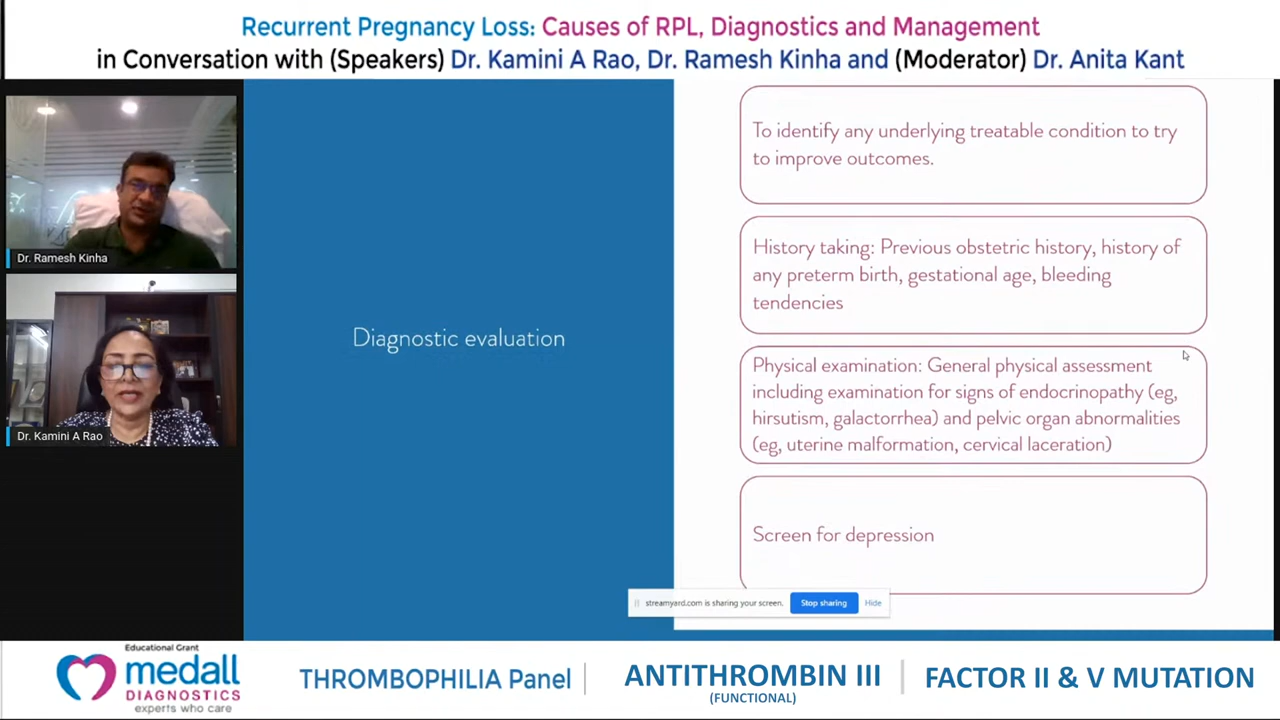 Recurrent Pregnancy Loss: Causes of RPL, Diagnostics and Management
in Conversation with (Speakers) Dr. Kamini A Rao, Dr. Ramesh Kinha and (Moderator) Dr. Anita Kant
Dr. Ramesh Kinha
Dr. Kamini A Rao
Diagnostic evaluation
To identify any underlying treatable condition to try
to improve outcomes.
History taking: Previous obstetric history, history of
any preterm birth, gestational age, bleeding
tendencies
Physical examination: General physical assessment
including examination for signs of endocrinopathy (eg,
hirsutism, galactorrhea) and pelvic organ abnormalities
(eg, uterine malformation, cervical laceration)
Screen for depression
streamyard.com is sharing your screen.
Stop sharing
Hide
Educational Grant
medall
DIAGNOSTICS
experts who care
THROMBOPHILIA Panel
ANTITHROMBIN III
(FUNCTIONAL)
FACTOR II & V MUTATION